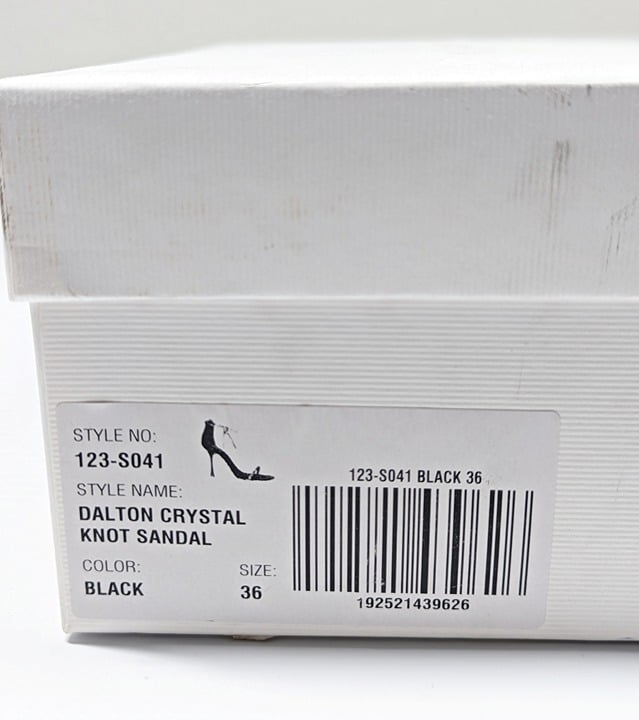 STYLE NO:
123-S041
STYLE NAME:
DALTON CRYSTAL
KNOT SANDAL
COLOR:
BLACK
SIZE:
36
123-S041 BLACK 36
192521439626